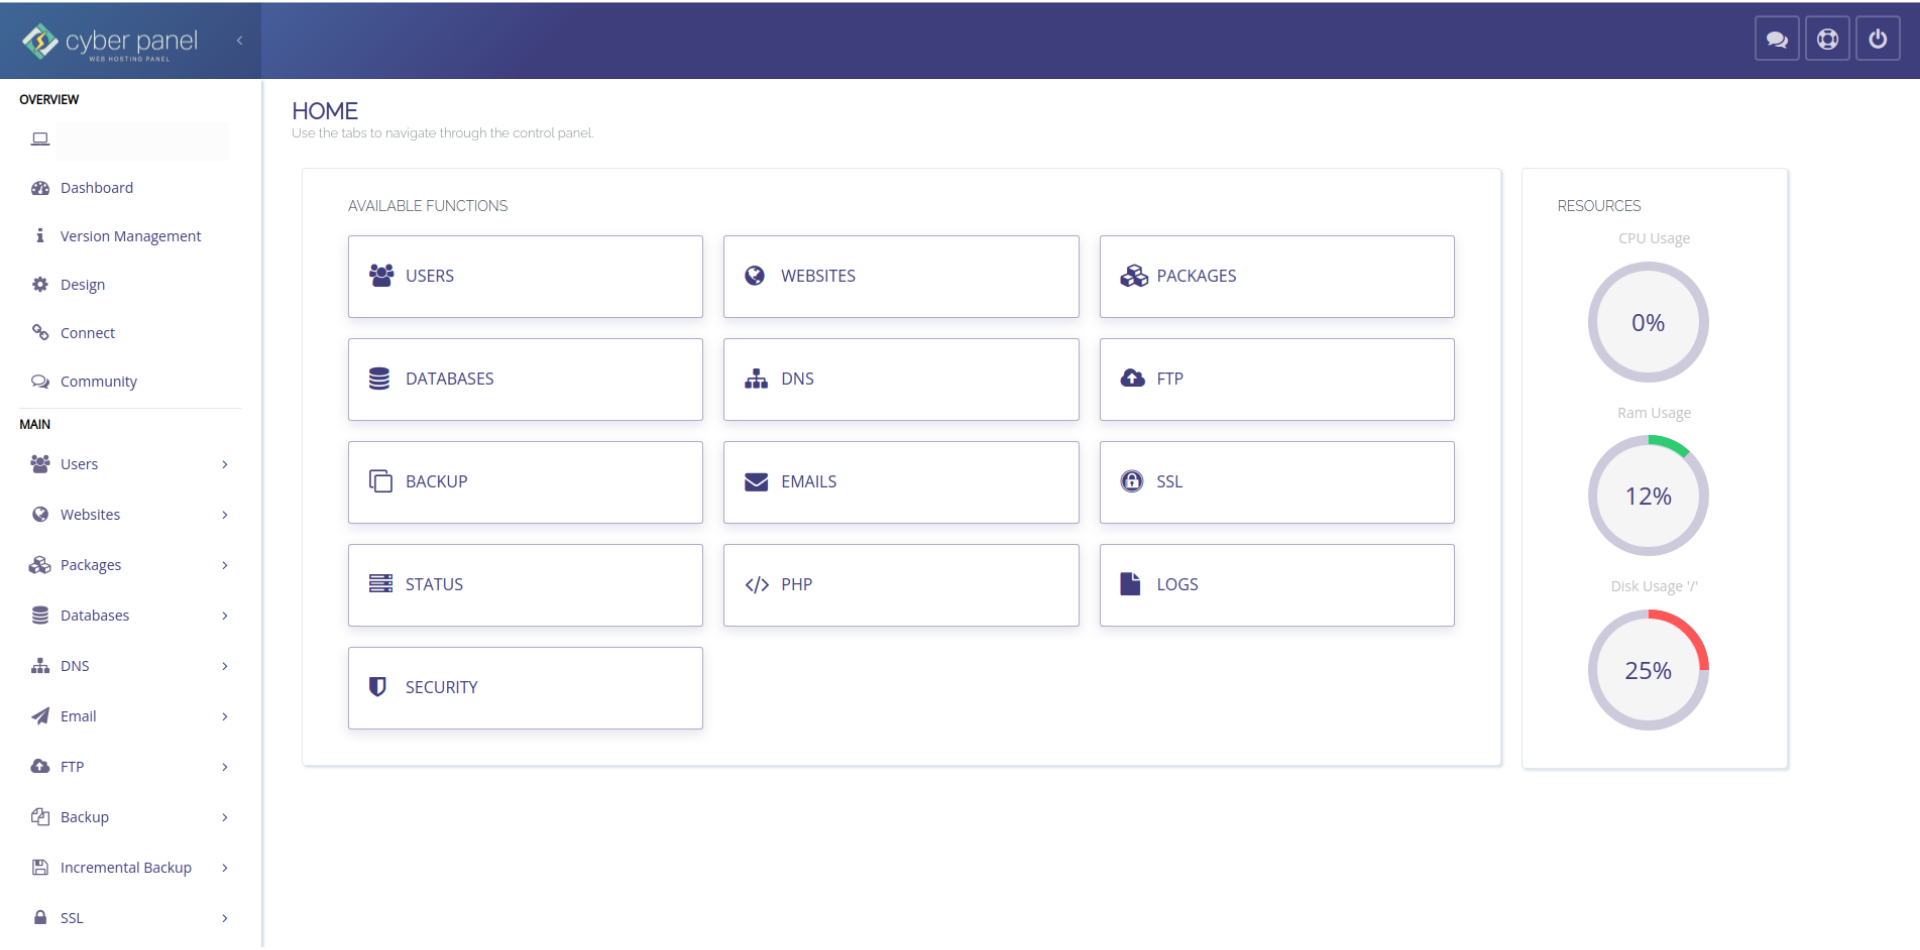 cyber panel
WEB HOSTING PANEL
OVERVIEW
Dashboard
Version Management
Design
Connect
Community
MAIN
Users
Websites
Packages
Databases
DNS
Email
FTP
Backup
Incremental Backup
SSL
HOME
Use the tabs to navigate through the control panel.
AVAILABLE FUNCTIONS
USERS
WEBSITES
PACKAGES
DATABASES
DNS
FTP
BACKUP
EMAILS
SSL
STATUS
PHP
LOGS
SECURITY
RESOURCES
CPU Usage
0%
Ram Usage
12%
Disk Usage '/'
25%